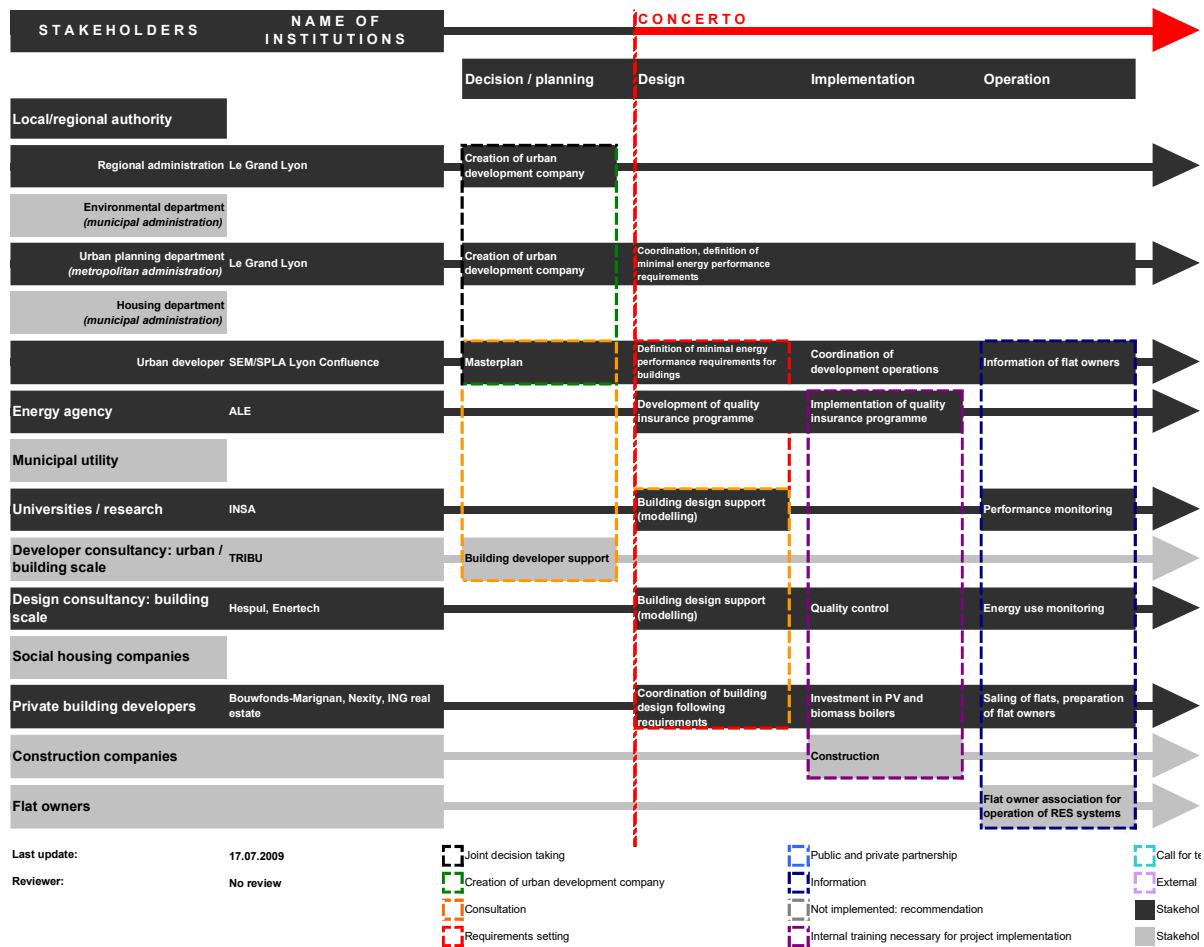 STAKEHOLDERS
NAME OF
INSTITUTIONS
CONCERTO
Decision / planning
Design
Implementation
Operation
Local/regional authority
Regional administration
Le Grand Lyon
Creation of urban
development company
Environmental department
(municipal administration)
Urban planning department
(metropolitan administration)
Le Grand Lyon
Creation of urban
development company
Coordination, definition of
minimal energy performance
requirements
Housing department
(municipal administration)
Urban developer
SEM/SPLA Lyon Confluence
Masterplan
Definition of minimal energy
performance requirements for
buildings
Coordination of
development operations
Information of flat owners
Energy agency
ALE
Development of quality
insurance programme
Implementation of quality
insurance programme
Municipal utility
Universities / research
INSA
Building design support
(modelling)
Performance monitoring
Developer consultancy: urban /
building scale
TRIBU
Building developer support
Design consultancy: building
scale
Hespul, Enertech
Building design support
(modelling)
Quality control
Energy use monitoring
Social housing companies
Private building developers
Bouwfonds-Marignan, Nexity, ING real
estate
Coordination of building
design following
requirements
Investment in PV and
biomass boilers
Saling of flats, preparation
of flat owners
Construction companies
Construction
Flat owners
Flat owner association for
operation of RES systems
Last update:
17.07.2009
Reviewer:
No review
Joint decision taking
Creation of urban development company
Consultation
Requirements setting
Public and private partnership
Information
Not implemented: recommendation
Internal training necessary for project implementation
Call for te
External
Stakehol
Stakehol